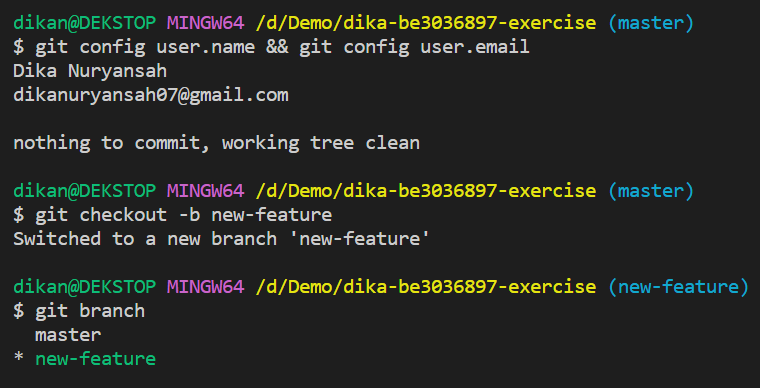 dikan@DEKSTOP MINGW64 /d/Demo/dika-be3036897-exercise (master)
$ git config user.name && git config user.email
Dika Nuryansah
dikanuryansah07@gmail.com
nothing to commit, working tree clean
dikan@DEKSTOP MINGW64 /d/Demo/dika-be3036897-exercise (master)
$ git checkout -b new-feature
Switched to a new branch 'new-feature'
dikan@DEKSTOP MINGW64 /d/Demo/dika-be3036897-exercise (new-feature)
$ git branch
  master
* new-feature